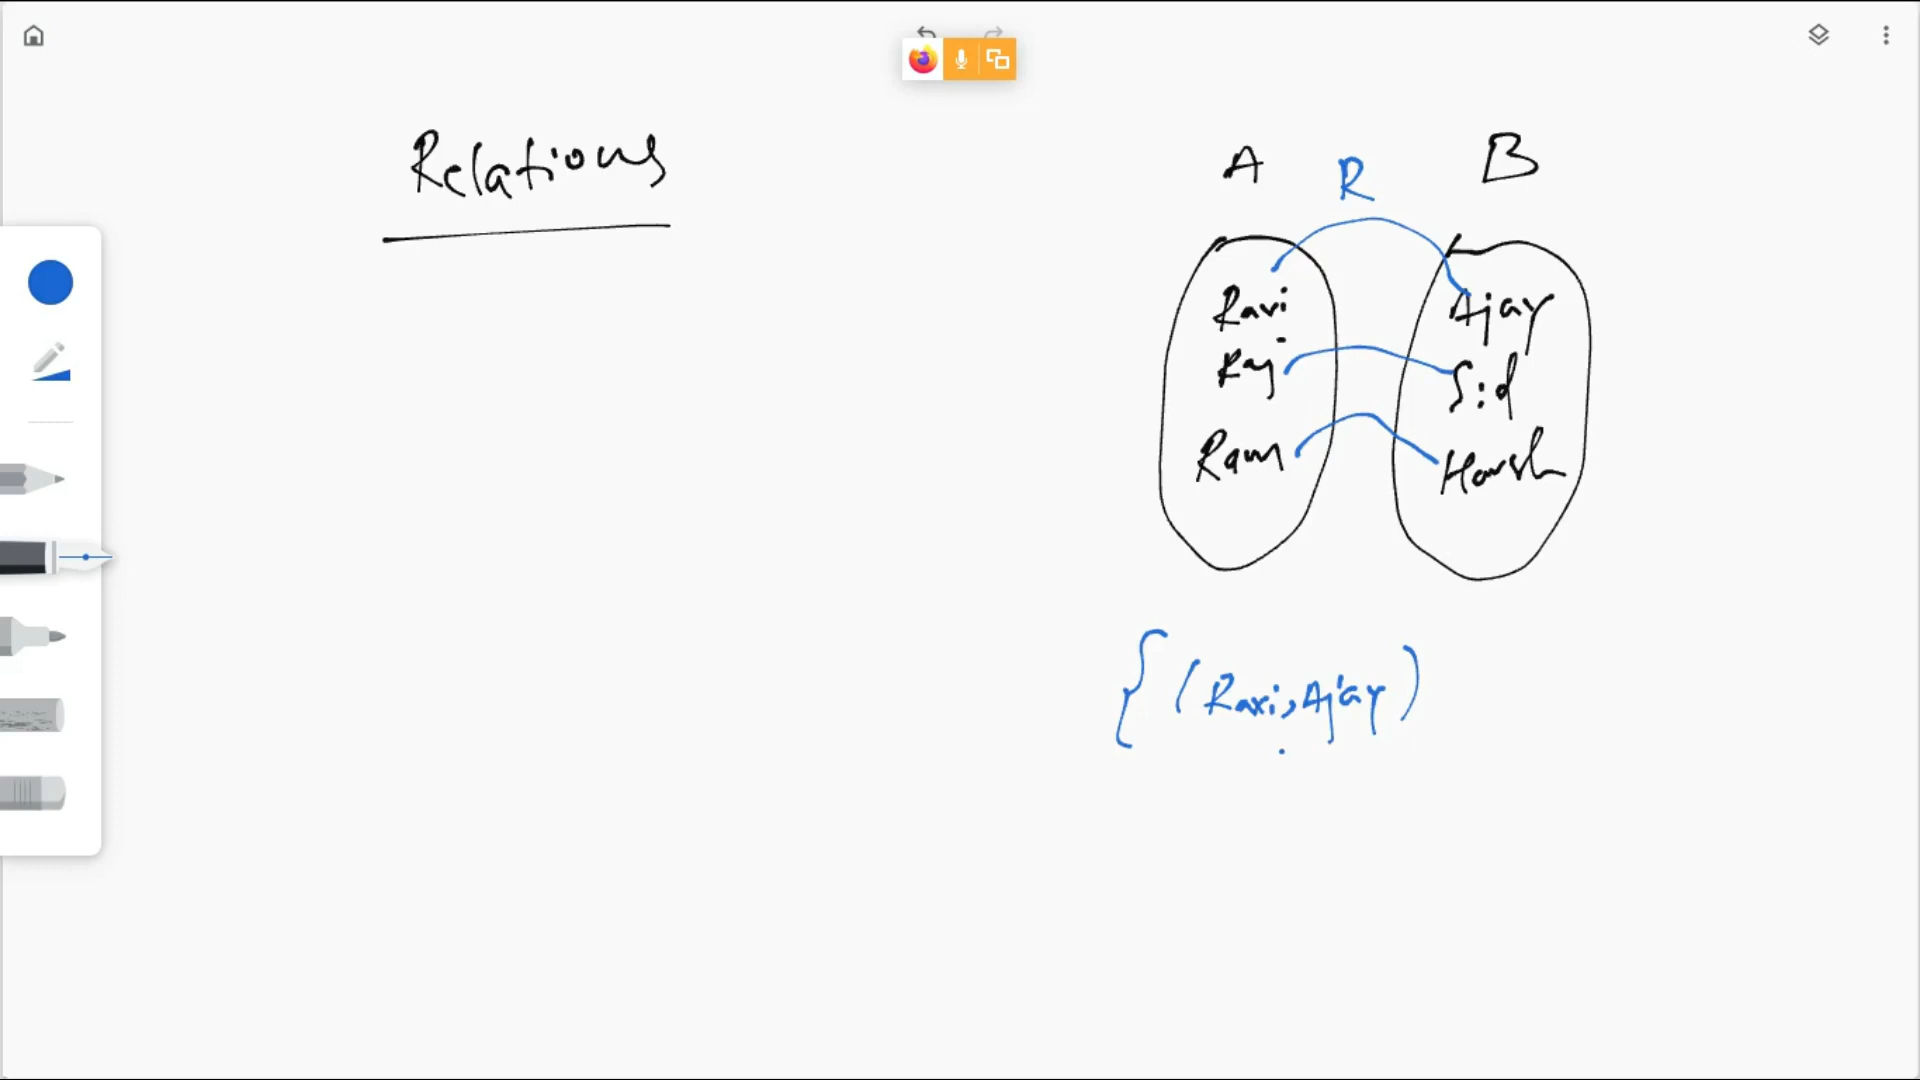 Relations
A R B
Ravi Ajay
Raj Sid
Ram Harsh
{ (Ravi, Ajay)